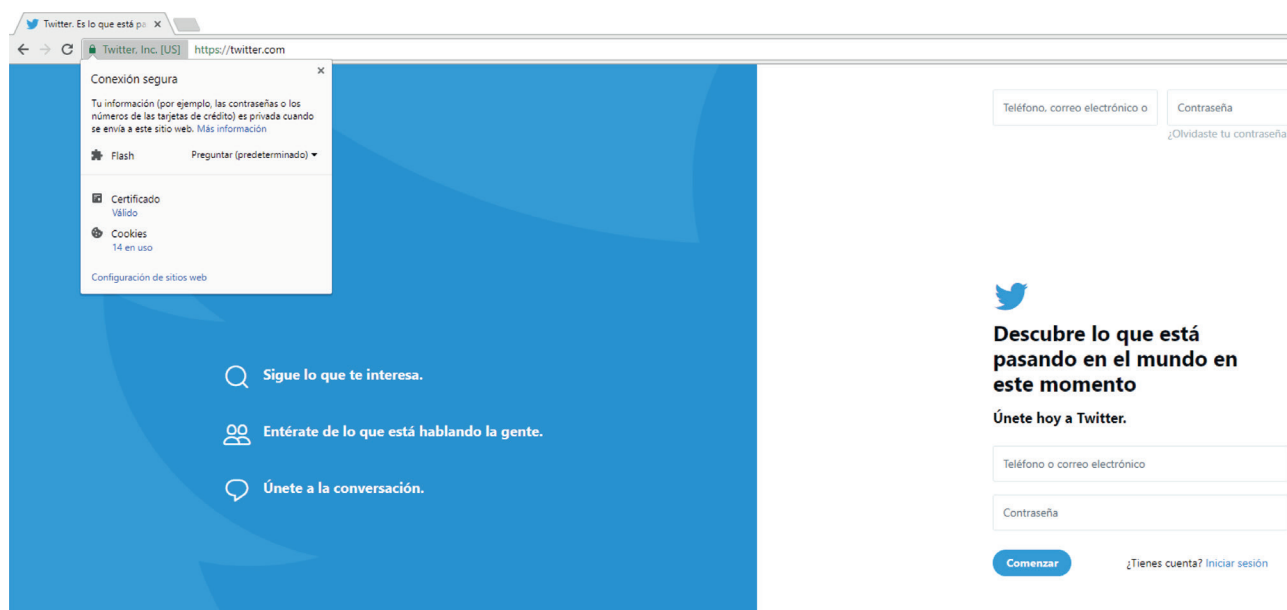 Twitter. Es lo que está pa
Twitter, Inc. [US] https://twitter.com
Conexión segura
Tu información (por ejemplo, las contraseñas o los
números de las tarjetas de crédito) es privada cuando
se envía a este sitio web. Más información
Flash Preguntar (predeterminado)
Certificado
Válido
Cookies
14 en uso
Configuración de sitios web
Sigue lo que te interesa.
Entérate de lo que está hablando la gente.
Únete a la conversación.
Teléfono, correo electrónico o
Contraseña
¿Olvidaste tu contraseña
Descubre lo que está
pasando en el mundo en
este momento
Únete hoy a Twitter.
Teléfono o correo electrónico
Contraseña
Comenzar
¿Tienes cuenta? Iniciar sesión